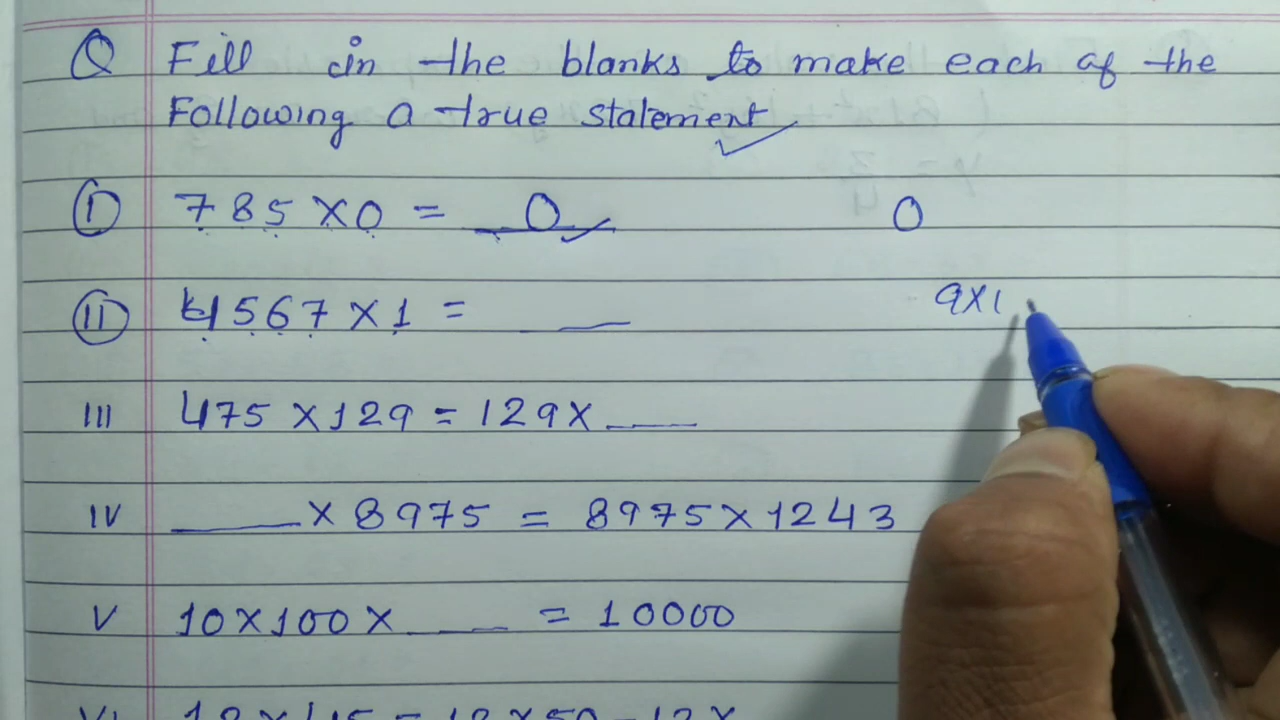 Q Fill in the blanks to make each of the
Following a true statement
I 785 × 0 = 0 0
II 4567 × 1 = ___ 9×1
III 475 × 129 = 129 × ___
IV ___ × 8975 = 8975 × 1243
V 10 × 100 × ___ = 10000